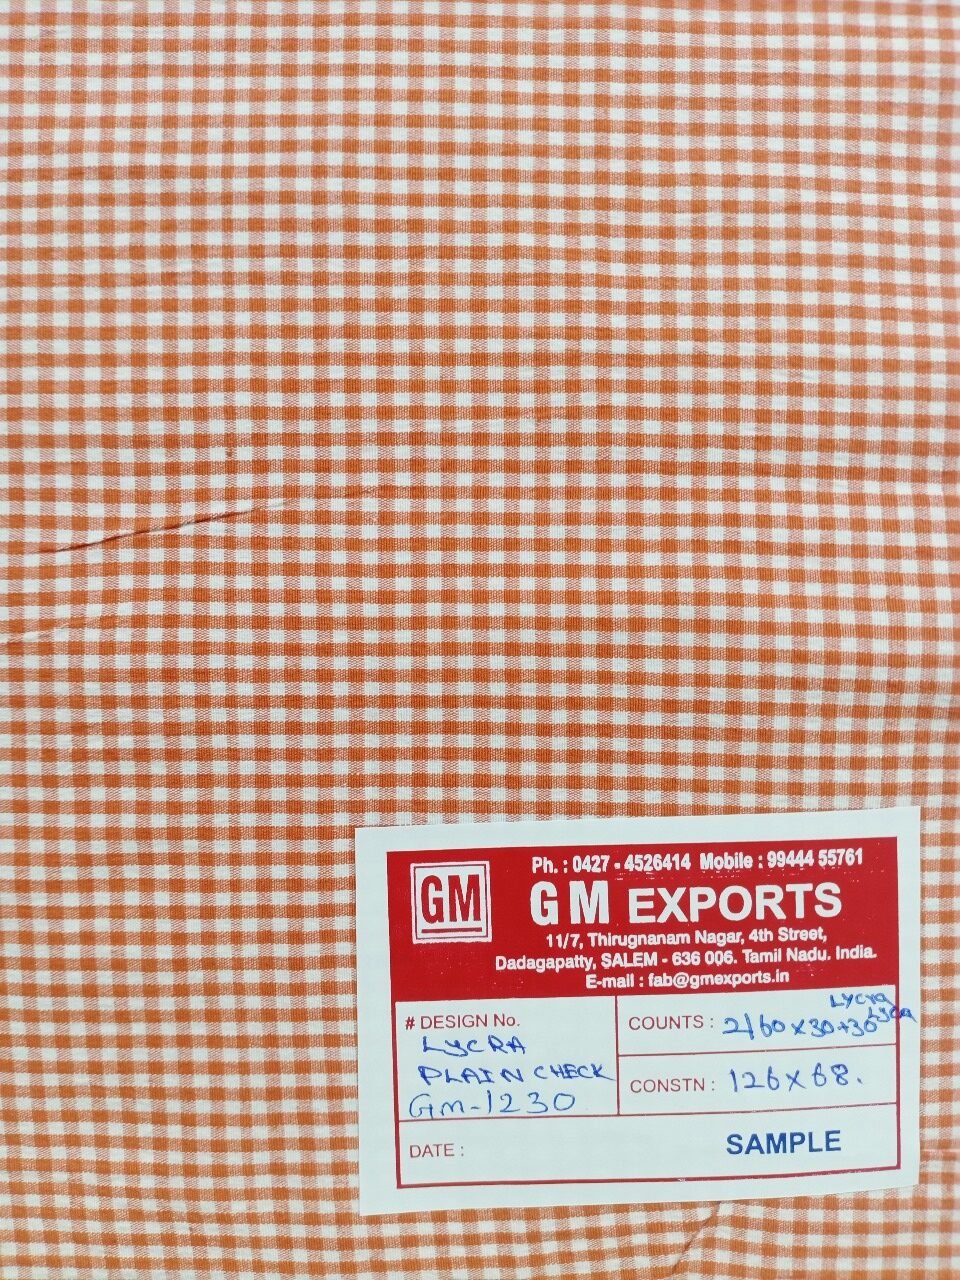 GM
Ph. : 0427 - 4526414 Mobile : 99444 55761
GM EXPORTS
11/7, Thirugnanam Nagar, 4th Street,
Dadagapatty, SALEM - 636 006. Tamil Nadu. India.
E-mail : fab@gmexports.in
# DESIGN No.
LYCRA
PLAIN CHECK
GM-1230
COUNTS : 2/60 x 30+30 Lycra
Lycra
CONSTN : 126 x 68.
DATE :
SAMPLE